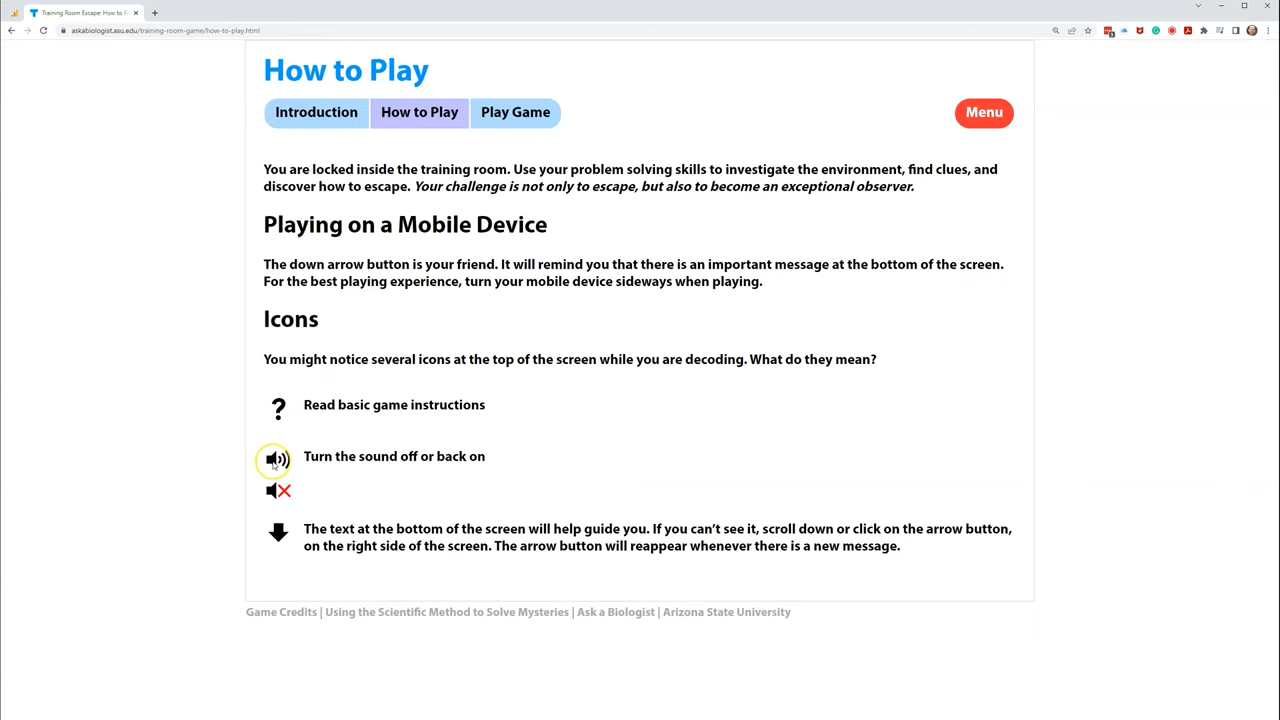 Training Room Escape: How to P
askabiologist.asu.edu/training-room-game/how-to-play.html
How to Play
Introduction
How to Play
Play Game
Menu
You are locked inside the training room. Use your problem solving skills to investigate the environment, find clues, and
discover how to escape. Your challenge is not only to escape, but also to become an exceptional observer.
Playing on a Mobile Device
The down arrow button is your friend. It will remind you that there is an important message at the bottom of the screen.
For the best playing experience, turn your mobile device sideways when playing.
Icons
You might notice several icons at the top of the screen while you are decoding. What do they mean?
? Read basic game instructions
Turn the sound off or back on
The text at the bottom of the screen will help guide you. If you can’t see it, scroll down or click on the arrow button,
on the right side of the screen. The arrow button will reappear whenever there is a new message.
Game Credits | Using the Scientific Method to Solve Mysteries | Ask a Biologist | Arizona State University